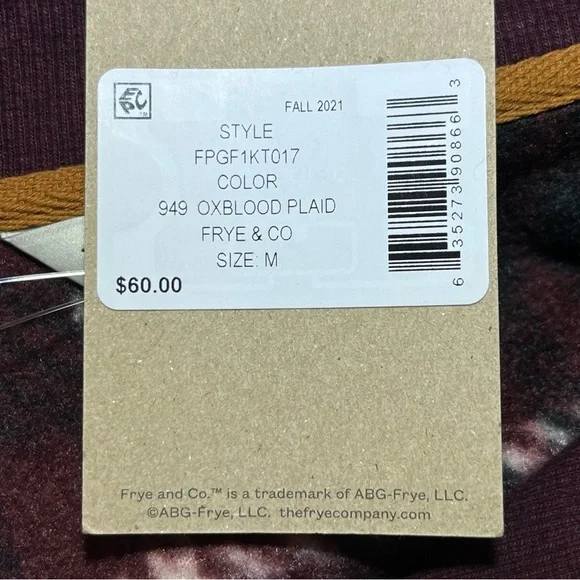 EPC™
FALL 2021
STYLE
FPGF1KT017
COLOR
949 OXBLOOD PLAID
FRYE & CO
SIZE: M
$60.00
6 35273 90866 3
Frye and Co.™ is a trademark of ABG-Frye, LLC.
©ABG-Frye, LLC. thefryecompany.com